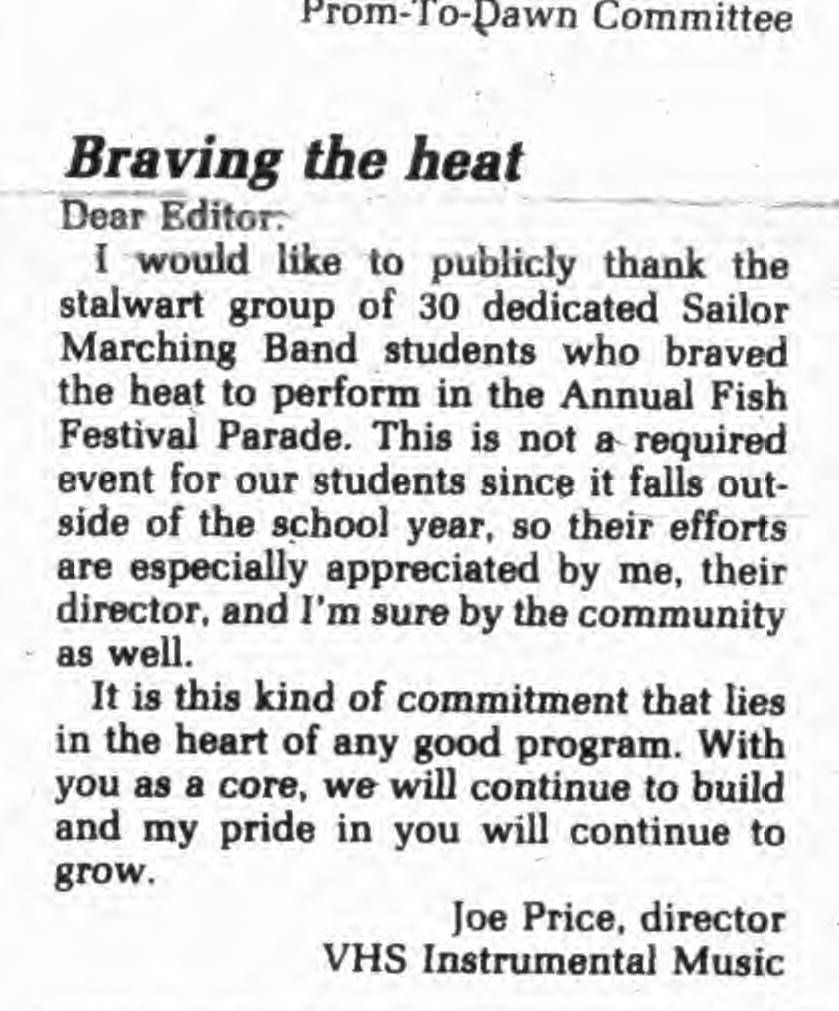 Prom-To-Dawn Committee
Braving the heat
Dear Editor:
I would like to publicly thank the
stalwart group of 30 dedicated Sailor
Marching Band students who braved
the heat to perform in the Annual Fish
Festival Parade. This is not a required
event for our students since it falls out-
side of the school year, so their efforts
are especially appreciated by me, their
director, and I'm sure by the community
as well.
It is this kind of commitment that lies
in the heart of any good program. With
you as a core, we will continue to build
and my pride in you will continue to
grow.
Joe Price, director
VHS Instrumental Music